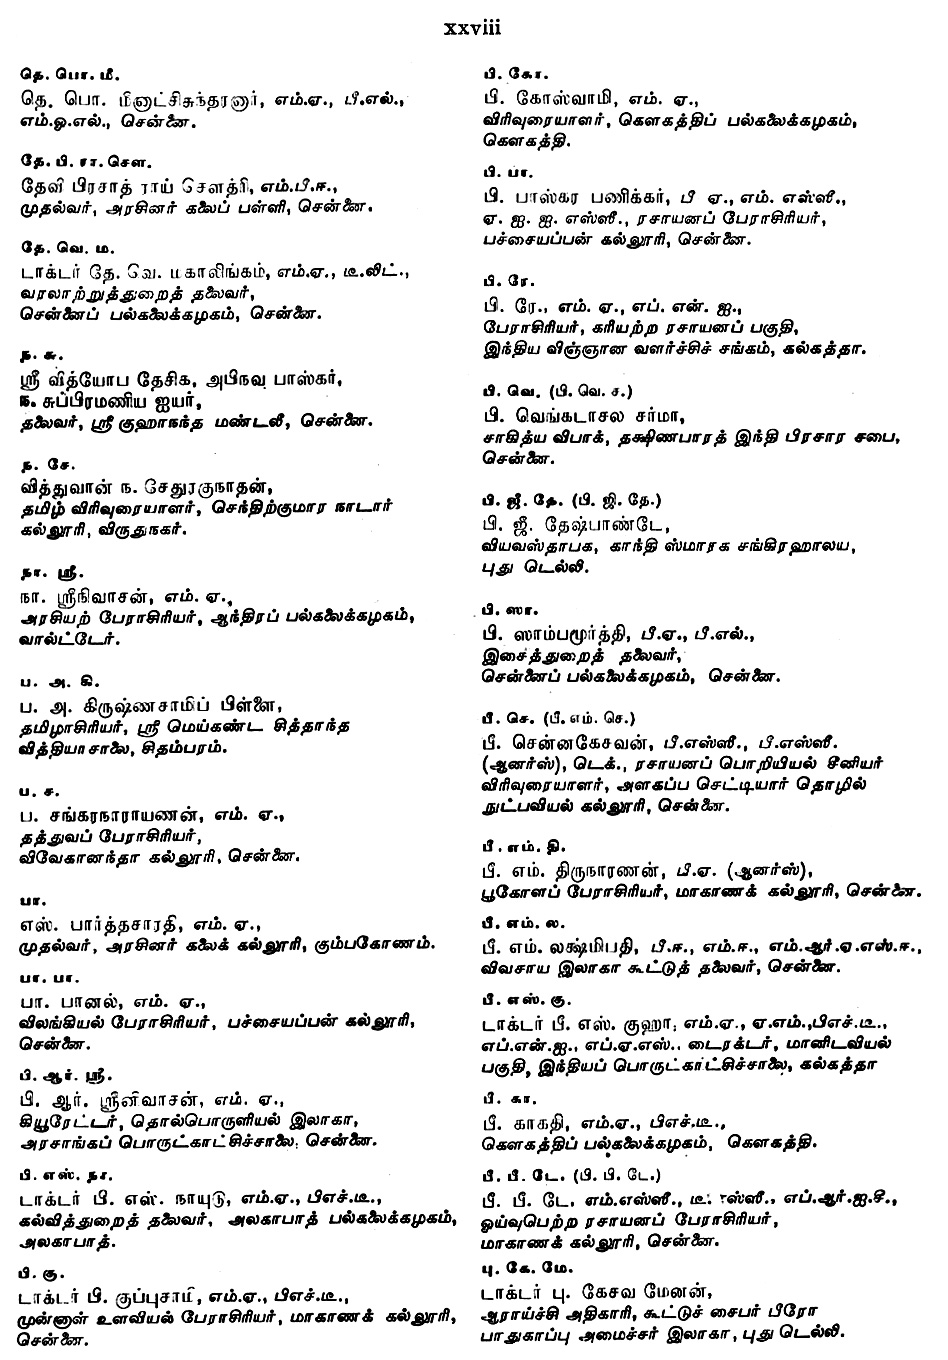 xxviii
தெ. பொ. மீ.
தெ. பொ. மீனாட்சிசுந்தரனார், எம்.ஏ., பீ.எல்.,
எம்.ஓ.எல்., சென்னை.
தே. பி. ரா. சௌ.
தேவி பிரசாத் ராய் சௌத்ரி, எம்.பீ.ஈ.,
முதல்வர், அரசினர் கலைப் பள்ளி, சென்னை.
தே. வெ. ம.
டாக்டர் தே. வெ. மகாலிங்கம், எம்.ஏ., டீ.லிட்.,
வரலாற்றுத்துறைத் தலைவர்,
சென்னைப் பல்கலைக்கழகம், சென்னை.
ந. சு.
ஸ்ரீ வித்யோப தேசிக, அபிநவ பாஸ்கர்,
ந. சுப்பிரமணிய ஐயர்,
தலைவர், ஸ்ரீ குஹாநந்த மண்டலீ, சென்னை.
ந. சே.
வித்துவான் ந. சேதுரகுநாதன்,
தமிழ் விரிவுரையாளர், செந்திற்குமார நாடார்
கல்லூரி, விருதுநகர்.
நா. ஸ்ரீ.
நா. ஸ்ரீநிவாசன், எம். ஏ.,
அரசியற் பேராசிரியர், ஆந்திரப் பல்கலைக்கழகம்,
வால்ட்டேர்.
ப. அ. கி.
ப. அ. கிருஷ்ணசாமிப் பிள்ளை,
தமிழாசிரியர், ஸ்ரீ மெய்கண்ட சித்தாந்த
வித்தியாசாலை, சிதம்பரம்.
ப. ச.
ப. சங்கரநாராயணன், எம். ஏ.,
தத்துவப் பேராசிரியர்,
விவேகானந்தா கல்லூரி, சென்னை.
பா.
எஸ். பார்த்தசாரதி, எம். ஏ.,
முதல்வர், அரசினர் கலைக் கல்லூரி, கும்பகோணம்.
பா. பா.
பா. பானல், எம். ஏ.,
விலங்கியல் பேராசிரியர், பச்சையப்பன் கல்லூரி,
சென்னை.
பி. ஆர். ஸ்ரீ.
பி. ஆர். ஸ்ரீனிவாசன், எம். ஏ.,
கியூரேட்டர், தொல்பொருளியல் இலாகா,
அரசாங்கப் பொருட்காட்சிச்சாலை, சென்னை.
பி. எஸ். நா.
டாக்டர் பி. எஸ். நாயுடு, எம்.ஏ., பிஎச்.டீ.,
கல்வித்துறைத் தலைவர், அலகாபாத் பல்கலைக்கழகம்,
அலகாபாத்.
பி. கு.
டாக்டர் பி. குப்புசாமி, எம்.ஏ., பிஎச்.டீ.,
முன்னாள் உளவியல் பேராசிரியர், மாகாணக் கல்லூரி,
சென்னை.
பி. கோ.
பி. கோஸ்வாமி, எம். ஏ.,
விரிவுரையாளர், கௌகத்திப் பல்கலைக்கழகம்,
கௌகத்தி.
பி. பா.
பி. பாஸ்கர பணிக்கர், பீ ஏ., எம். எஸ்ஸீ.,
ஏ. ஐ. ஐ. எஸ்ஸீ., ரசாயனப் பேராசிரியர்,
பச்சையப்பன் கல்லூரி, சென்னை.
பி. ரே.
பி. ரே., எம். ஏ., எப். என். ஐ.,
பேராசிரியர், கரியற்ற ரசாயனப் பகுதி,
இந்திய விஞ்ஞான வளர்ச்சிச் சங்கம், கல்கத்தா.
பி. வெ. (பி. வெ. ச.)
பி. வெங்கடாசல சர்மா,
சாகித்ய விபாக், தக்ஷிணபாரத் இந்தி பிரசார சபை,
சென்னை.
பி. ஜீ. தே. (பி. ஜி. தே.)
பி. ஜீ. தேஷ்பாண்டே,
வியவஸ்தாபக, காந்தி ஸ்மாரக சங்கிரஹாலய,
புது டெல்லி.
பி. ஸா.
பி. ஸாம்பமூர்த்தி, பீ.ஏ., பீ.எல்.,
இசைத்துறைத் தலைவர்,
சென்னைப் பல்கலைக்கழகம், சென்னை.
பீ. செ. (பீ. எம். செ.)
பீ. சென்னகேசவன், பீ.எஸ்ஸீ., பீ.எஸ்ஸீ.
(ஆனர்ஸ்), டெக்., ரசாயனப் பொறியியல் சீனியர்
விரிவுரையாளர், அளகப்ப செட்டியார் தொழில்
நுட்பவியல் கல்லூரி, சென்னை.
பீ. எம். தி.
பீ. எம். திருநாரணன், பீ.ஏ. (ஆனர்ஸ்),
பூகோளப் பேராசிரியர், மாகாணக் கல்லூரி, சென்னை.
பீ. எம். ல.
பீ. எம். லக்ஷ்மிபதி, பீ.ஈ., எம்.ஈ., எம்.ஆர்.ஏ.எஸ்.ஈ.,
விவசாய இலாகா கூட்டுத் தலைவர், சென்னை.
பீ. எஸ். கு.
டாக்டர் பீ. எஸ். குஹா, எம்.ஏ., ஏ.எம்.,பிஎச்.டீ.,
எப்.என்.ஐ., எப்.ஏ.எஸ்., டைரக்டர், மானிடவியல்
பகுதி, இந்தியப் பொருட்காட்சிச்சாலை, கல்கத்தா
பீ. கா.
பீ. காகதி, எம்.ஏ., பிஎச்.டீ.,
கௌகத்திப் பல்கலைக்கழகம், கௌகத்தி.
பீ. பீ. டே. (பி. பி. டே.)
பீ. பீ. டே, எம்.எஸ்ஸீ., டீ. எஸ்ஸீ., எப்.ஆர்.ஐ.சீ.,
ஓய்வுபெற்ற ரசாயனப் பேராசிரியர்,
மாகாணக் கல்லூரி, சென்னை.
பு. கே. மே.
டாக்டர் பு. கேசவ மேனன்,
ஆராய்ச்சி அதிகாரி, கூட்டுச் சைபர் பீரோ
பாதுகாப்பு அமைச்சர் இலாகா, புது டெல்லி.